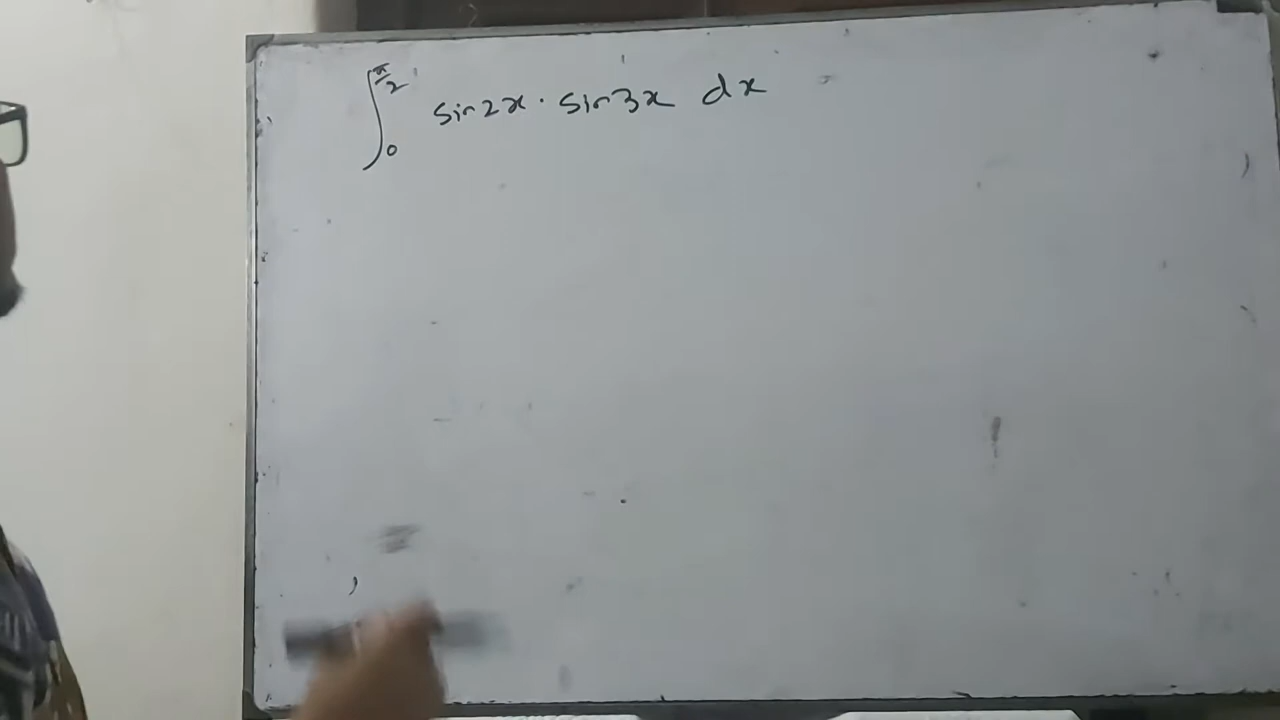 ∫₀^{π/2} sin2x · sin3x dx